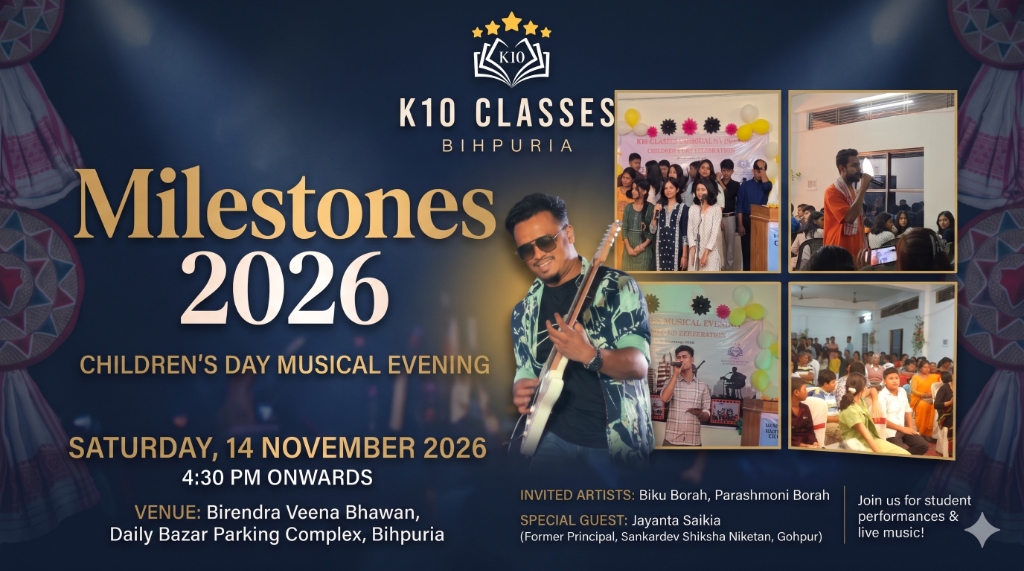 K10
K10 CLASSES
BIHPURIA
Milestones
2026
CHILDREN'S DAY MUSICAL EVENING
SATURDAY, 14 NOVEMBER 2026
4:30 PM ONWARDS
VENUE: Birendra Veena Bhawan,
Daily Bazar Parking Complex, Bihpuria
INVITED ARTISTS: Biku Borah, Parashmoni Borah
SPECIAL GUEST: Jayanta Saikia
(Former Principal, Sankardev Shiksha Niketan, Gohpur)
Join us for student
performances &
live music!